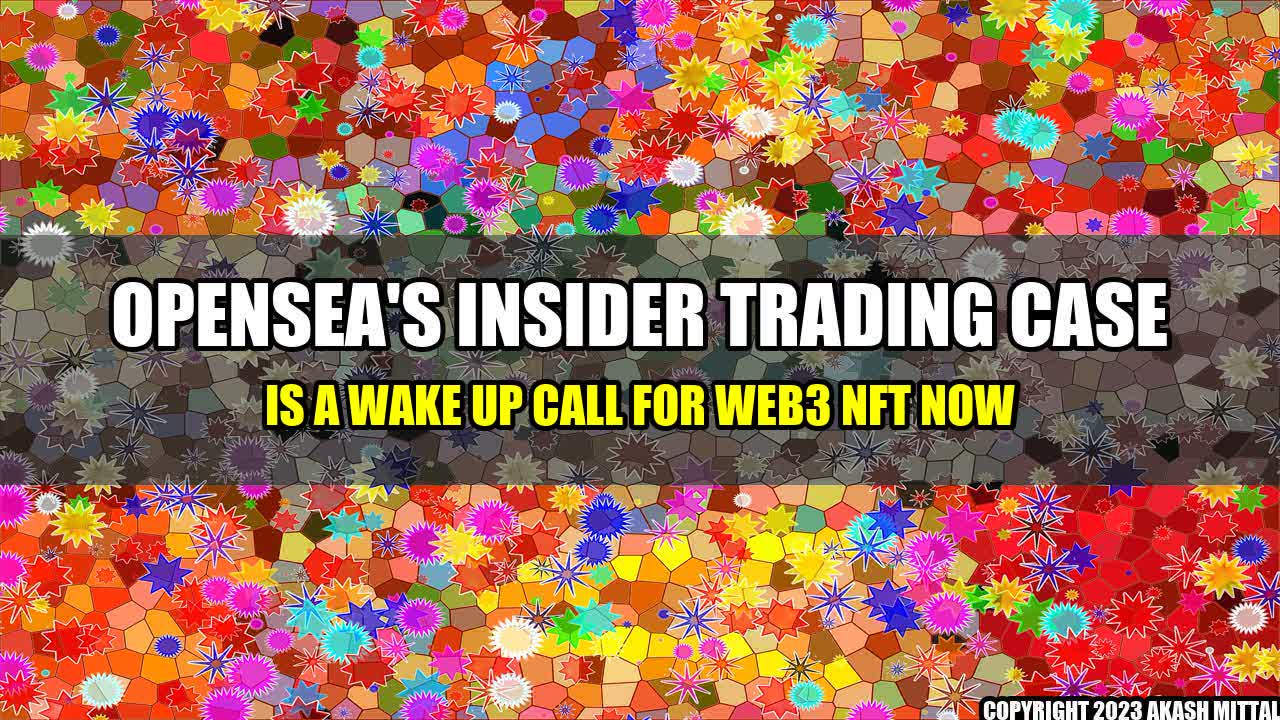 OPENSEA'S INSIDER TRADING CASE
IS A WAKE UP CALL FOR WEB3 NFT NOW
COPYRIGHT 2023 AKASH MITTAL